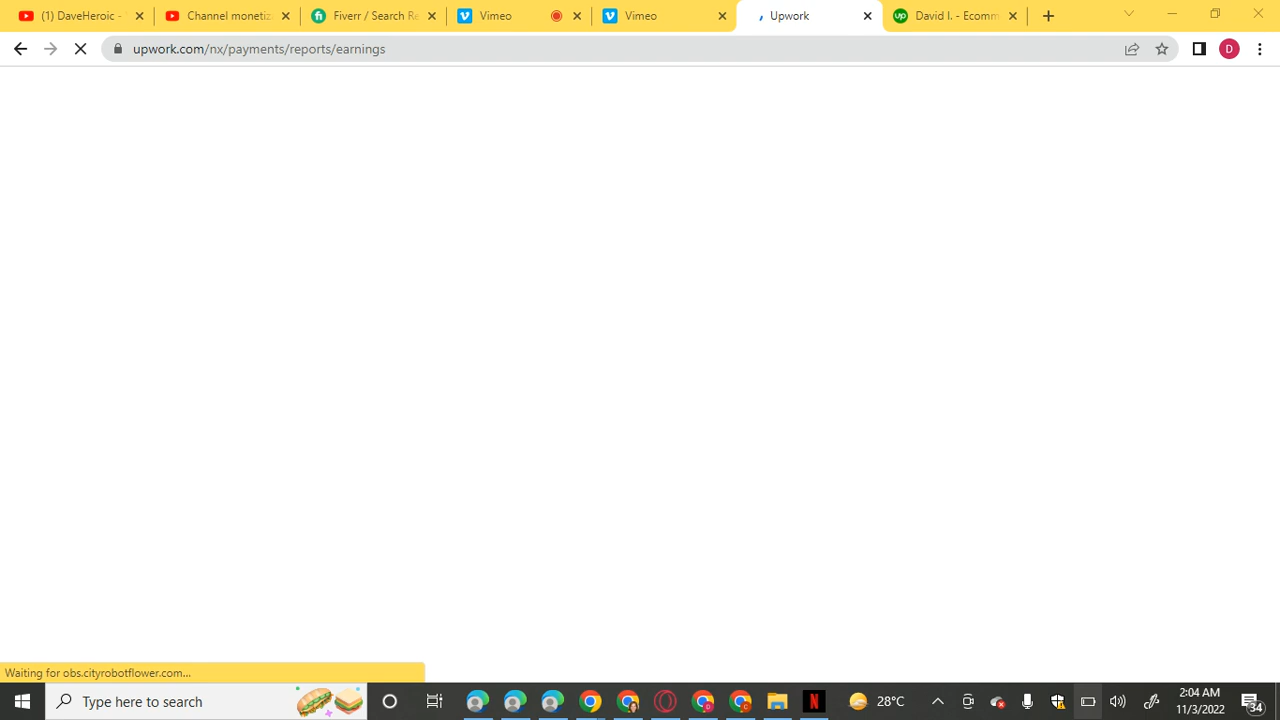 (1) DaveHeroic -
Channel monetiz
Fiverr / Search Re
Vimeo
Vimeo
Upwork
David I. - Ecomm
upwork.com/nx/payments/reports/earnings
D
Waiting for obs.cityrobotflower.com...
Type here to search
28°C
2:04 AM
11/3/2022
34